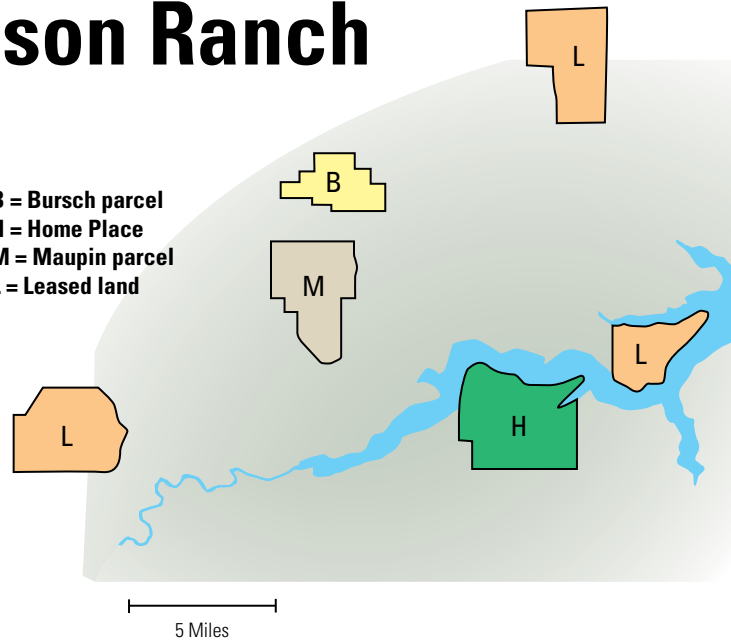 son Ranch
L
B
B = Bursch parcel
H = Home Place
M = Maupin parcel
L = Leased land
M
L
L
H
5 Miles